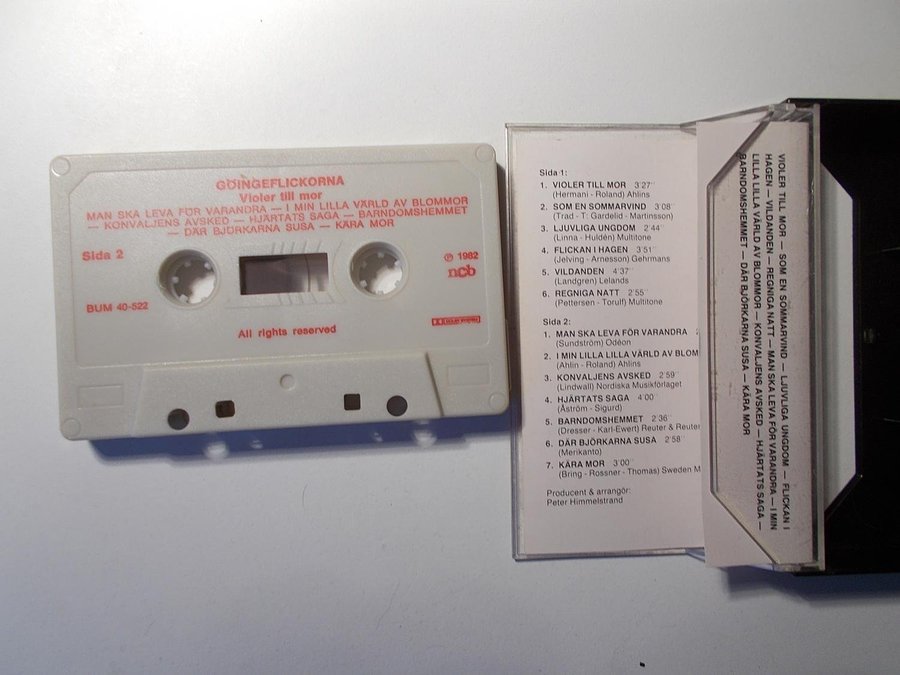 GÖINGEFLICKORNA
Violer till mor
MAN SKA LEVA FÖR VARANDRA — I MIN LILLA VÄRLD AV BLOMMOR
— KONVALJENS AVSKED — HJÄRTATS SAGA — BARNDOMSHEMMET
— DÄR BJÖRKARNA SUSA — KÄRA MOR
Sida 2
℗ 1982
ncb
BUM 40-522
DOLBY SYSTEM
All rights reserved
Sida 1:
1. VIOLER TILL MOR 3'27''
(Hermani - Roland) Ahlins
2. SOM EN SOMMARVIND 3'08''
(Trad - T: Gardelid - Martinsson)
3. LJUVLIGA UNGDOM 2'44''
(Linna - Huldén) Multitone
4. FLICKAN I HAGEN 3'51''
(Jelving - Arnesson) Gehrmans
5. VILDANDEN 4'37''
(Landgren) Lelands
6. REGNIGA NATT 2'55''
(Pettersen - Torulf) Multitone
Sida 2:
1. MAN SKA LEVA FÖR VARANDRA
(Sundström) Odéon
2. I MIN LILLA LILLA VÄRLD AV BLOM
(Ahlin - Roland) Ahlins
3. KONVALJENS AVSKED 2'59''
(Lindwall) Nordiska Musikförlaget
4. HJÄRTATS SAGA 4'00
(Åström - Sigurd)
5. BARNDOMSHEMMET 2'36''
(Dresser - Karl-Ewert) Reuter & Reuter
6. DÄR BJÖRKARNA SUSA 2'58''
(Merikanto)
7. KÄRA MOR 3'00''
(Bring - Rossner - Thomas) Sweden M
Producent & arrangör:
Peter Himmelstrand
VIOLER TILL MOR — SOM EN SOMMARVIND — LJUVLIGA UNGDOM — FLICKAN I
HAGEN — VILDANDEN — REGNIGA NATT — MAN SKA LEVA FÖR VARANDRA — I MIN
LILLA LILLA VÄRLD AV BLOMMOR — KONVALJENS AVSKED — HJÄRTATS SAGA —
BARNDOMSHEMMET — DÄR BJÖRKARNA SUSA — KÄRA MOR